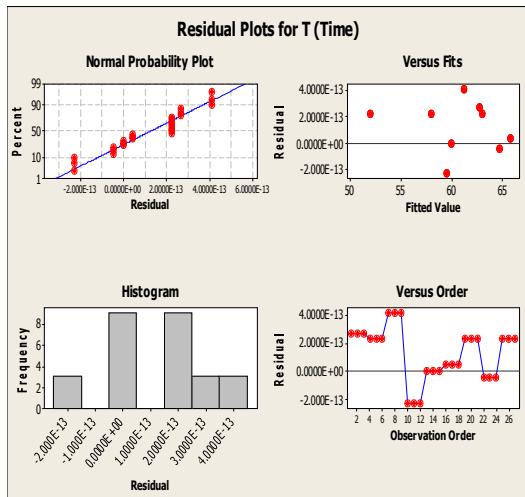 Residual Plots for T (Time)
Normal Probability Plot
99
90
50
10
1
Percent
-2.000E-13 0.0000E+00 2.0000E-13 4.0000E-13 6.0000E-13
Residual
Versus Fits
4.0000E-13
2.0000E-13
0.0000E+00
-2.000E-13
Residual
50 55 60 65
Fitted Value
Histogram
8
6
4
2
0
Frequency
-2.000E-13 -1.000E-13 0.0000E+00 1.0000E-13 2.0000E-13 3.0000E-13 4.0000E-13
Residual
Versus Order
4.0000E-13
2.0000E-13
0.0000E+00
-2.000E-13
Residual
2 4 6 8 10 12 14 16 18 20 22 24 26
Observation Order